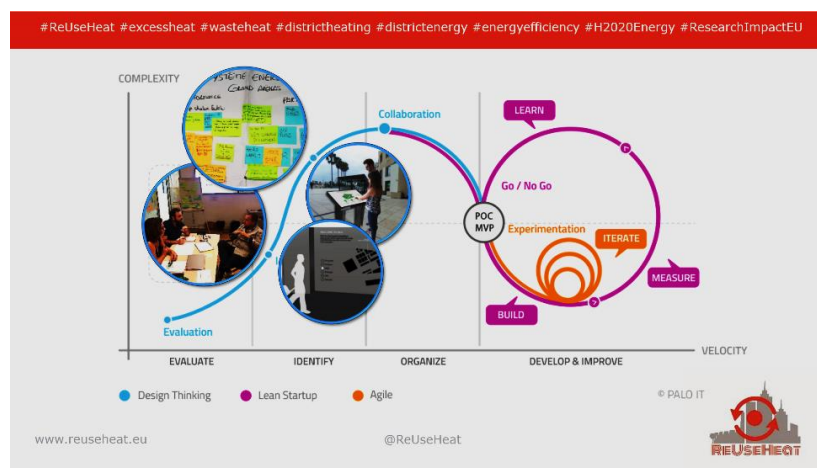 #ReUseHeat #excessheat #wasteheat #districtheating #districtenergy #energyefficiency #H2020Energy #ResearchImpactEU
COMPLEXITY
GRAND
Collaboration
LEARN
Go / No Go
POC
MVP
Experimentation
ITERATE
MEASURE
BUILD
Evaluation
VELOCITY
EVALUATE
IDENTIFY
ORGANIZE
DEVELOP & IMPROVE
Design Thinking
Lean Startup
Agile
© PALO IT
www.reuseheat.eu
@ReUseHeat
REUSEHEAT